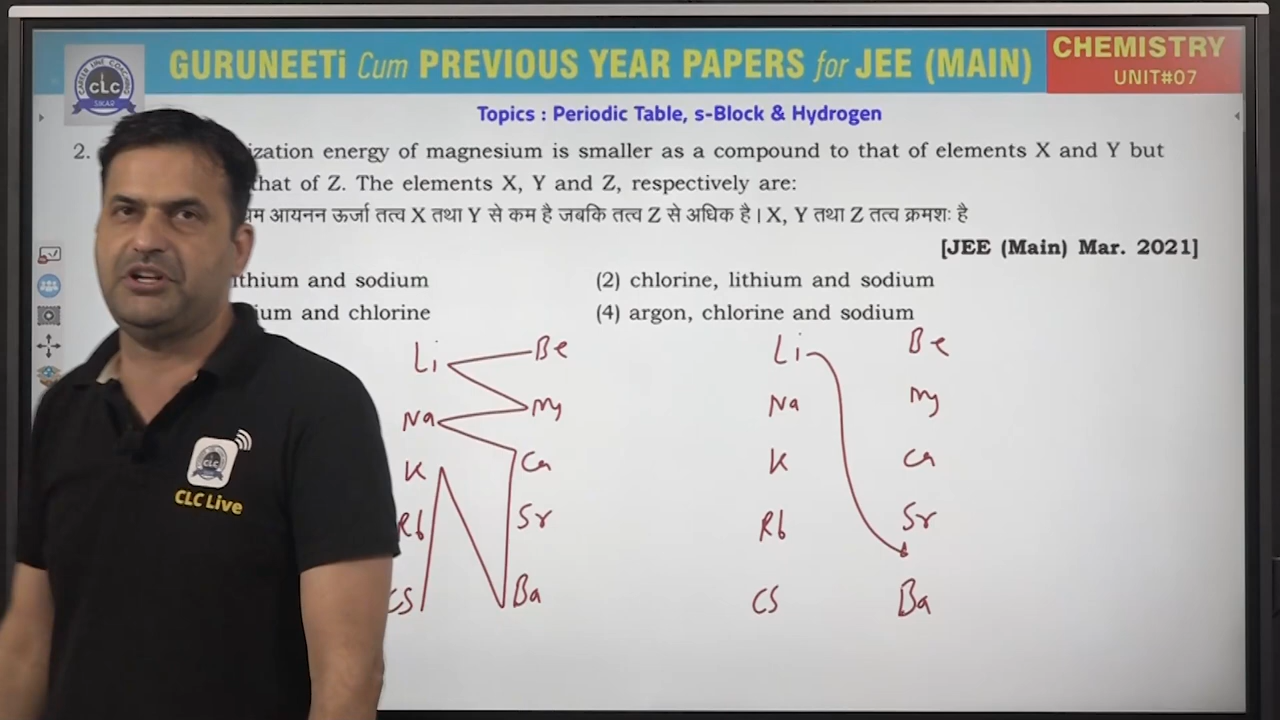 GURUNEETi Cum PREVIOUS YEAR PAPERS for JEE (MAIN)
CHEMISTRY
UNIT#07
CLC
SIKAR
Topics : Periodic Table, s-Block & Hydrogen
2. ization energy of magnesium is smaller as a compound to that of elements X and Y but
that of Z. The elements X, Y and Z, respectively are:
आयनन ऊर्जा तत्व X तथा Y से कम है जबकि तत्व Z से अधिक है। X, Y तथा Z तत्व क्रमशः है
[JEE (Main) Mar. 2021]
ithium and sodium
(2) chlorine, lithium and sodium
ium and chlorine
(4) argon, chlorine and sodium
Li Be Li Be
Na Mg Na Mg
K Ca K Ca
Rb Sr Rb Sr
CS Ba CS Ba
CLC
CLC Live